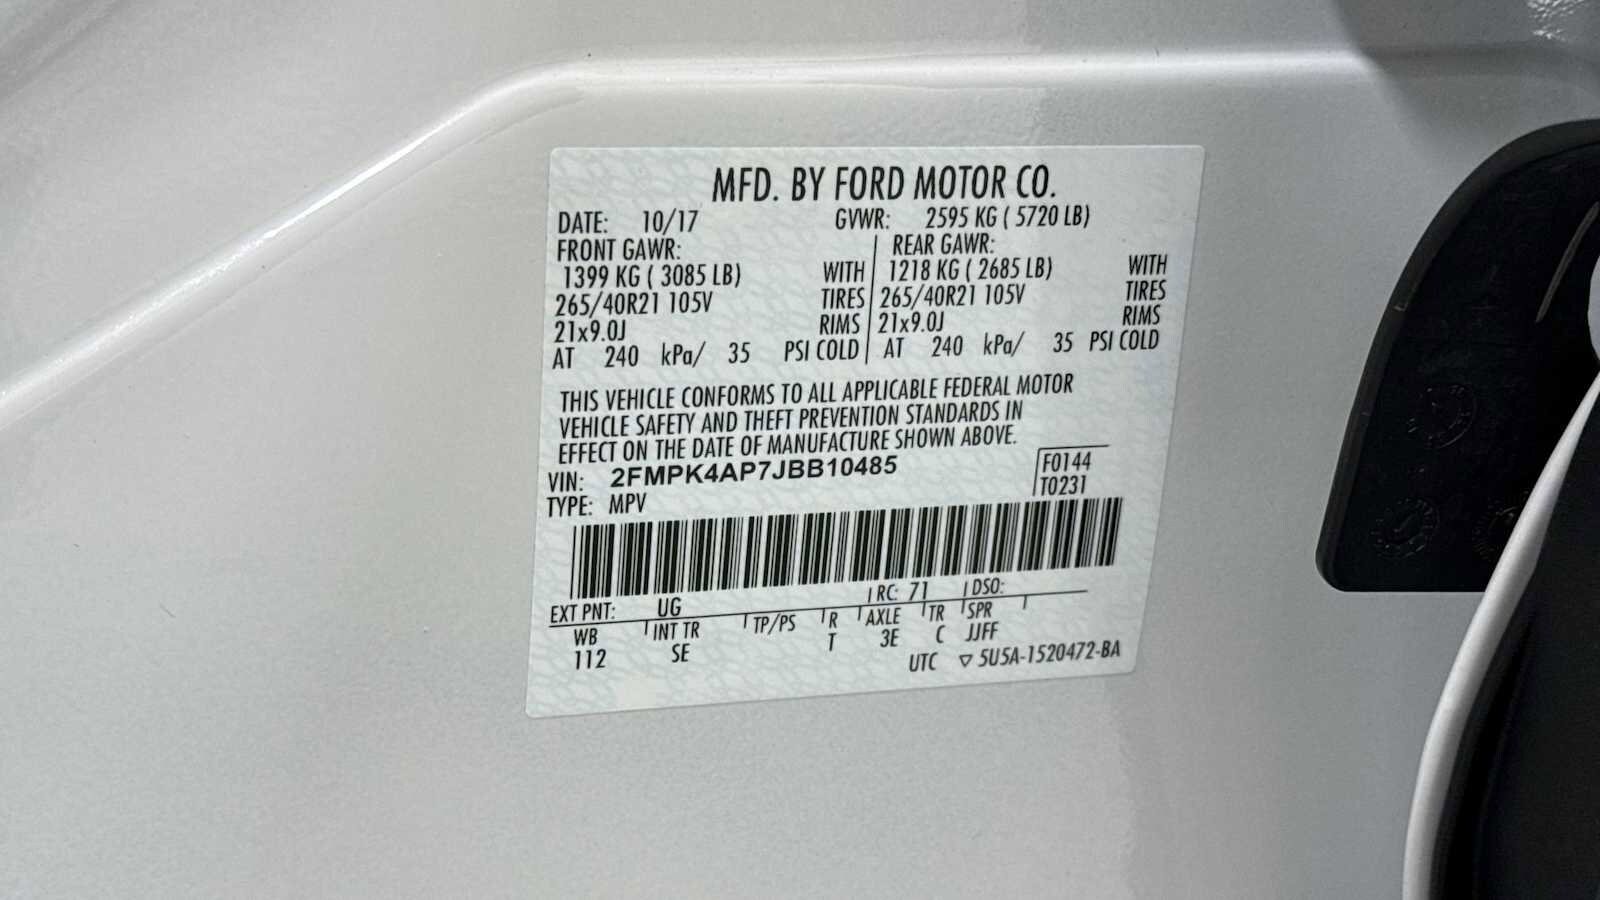 MFD. BY FORD MOTOR CO.
DATE: 10/17 GVWR: 2595 KG ( 5720 LB)
FRONT GAWR: REAR GAWR:
1399 KG ( 3085 LB) WITH 1218 KG ( 2685 LB) WITH
265/40R21 105V TIRES 265/40R21 105V TIRES
21x9.0J RIMS 21x9.0J RIMS
AT 240 kPa/ 35 PSI COLD AT 240 kPa/ 35 PSI COLD
THIS VEHICLE CONFORMS TO ALL APPLICABLE FEDERAL MOTOR
VEHICLE SAFETY AND THEFT PREVENTION STANDARDS IN
EFFECT ON THE DATE OF MANUFACTURE SHOWN ABOVE.
VIN: 2FMPK4AP7JBB10485 F0144
TYPE: MPV T0231
EXT PNT: UG RC: 71 DSO:
WB INT TR TP/PS R AXLE TR SPR
112 SE T 3E C JJFF
UTC ▽ 5U5A-1520472-BA